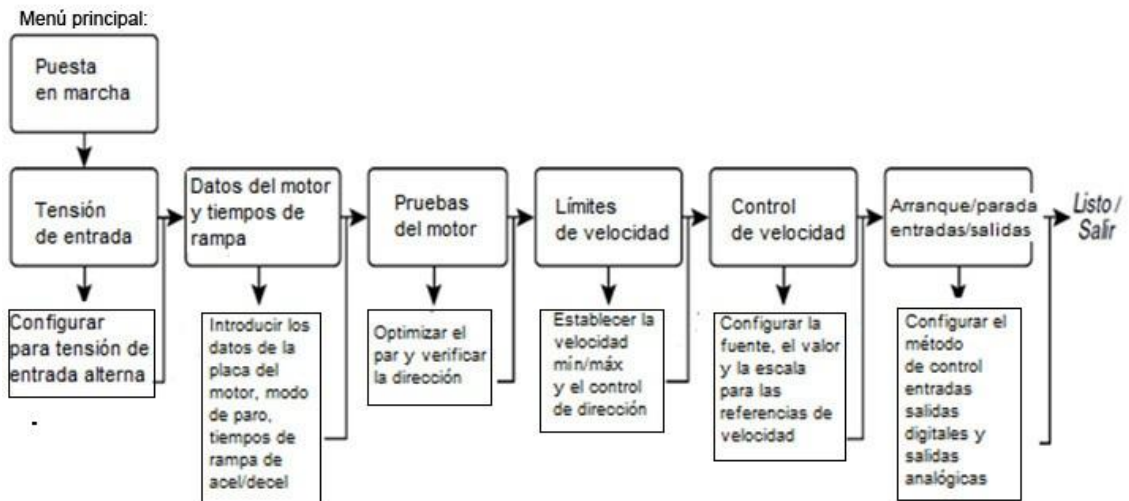 Menú principal:
Puesta
en marcha
Tensión
de entrada
Datos del motor
y tiempos de
rampa
Pruebas
del motor
Límites
de velocidad
Control
de velocidad
Arranque/parada
entradas/salidas
Listo /
Salir
Configurar
para tensión de
entrada alterna
Introducir los
datos de la
placa del
motor, modo
de paro,
tiempos de
rampa de
acel/decel
Optimizar el
par y verificar
la dirección
Establecer la
velocidad
mín/máx
y el control
de dirección
Configurar la
fuente, el valor
y la escala
para las
referencias de
velocidad
Configurar el
método
de control
entradas
salidas
digitales y
salidas
analógicas